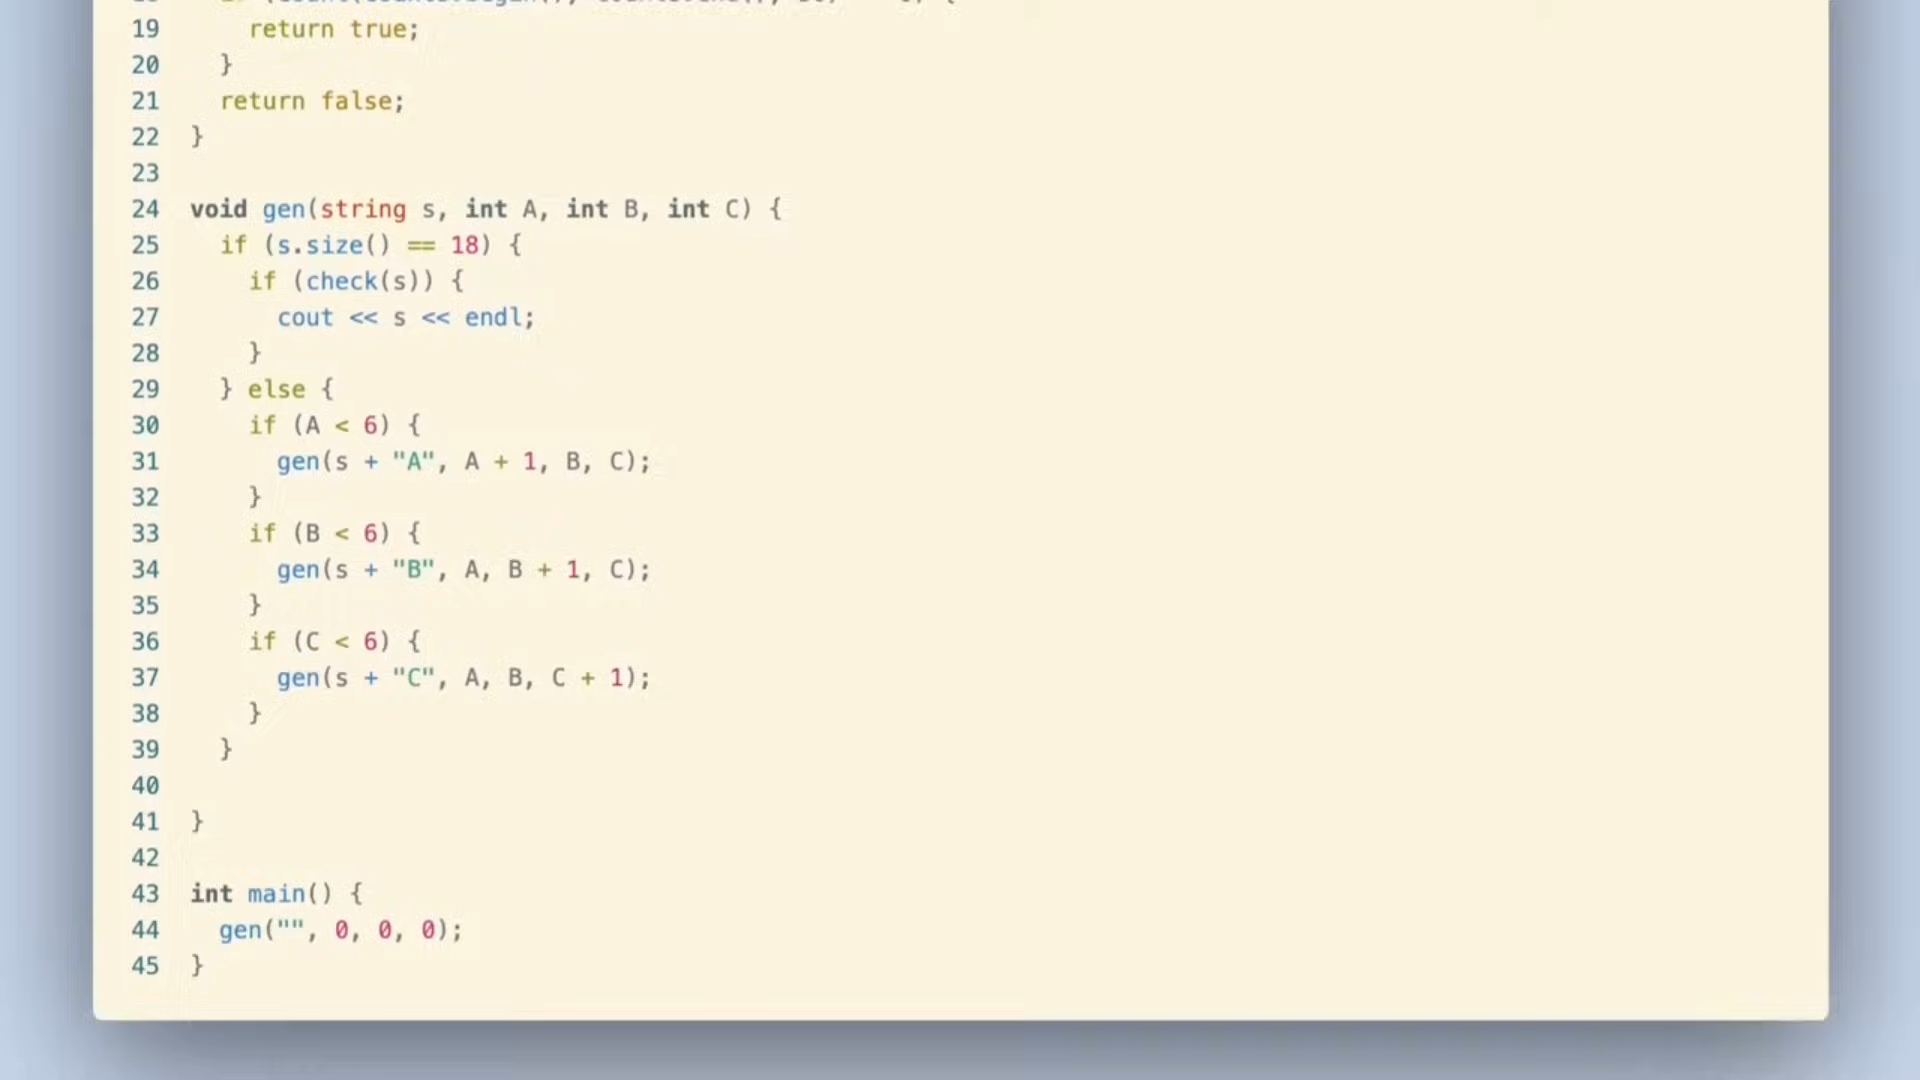 19 return true;
20 }
21 return false;
22 }
23
24 void gen(string s, int A, int B, int C) {
25 if (s.size() == 18) {
26 if (check(s)) {
27 cout << s << endl;
28 }
29 } else {
30 if (A < 6) {
31 gen(s + "A", A + 1, B, C);
32 }
33 if (B < 6) {
34 gen(s + "B", A, B + 1, C);
35 }
36 if (C < 6) {
37 gen(s + "C", A, B, C + 1);
38 }
39 }
40
41 }
42
43 int main() {
44 gen("", 0, 0, 0);
45 }